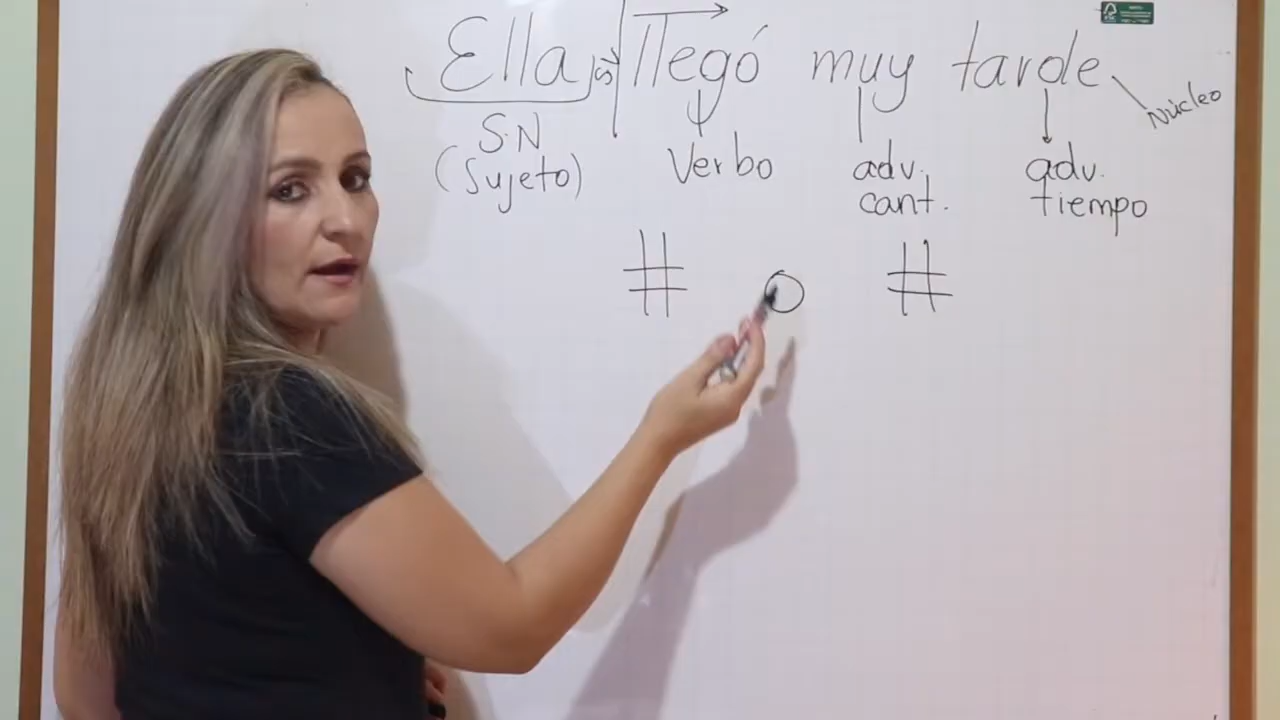 Ella llegó muy tarde
Núcleo
S.N Verbo adv. adv.
(Sujeto) cant. tiempo
# O #